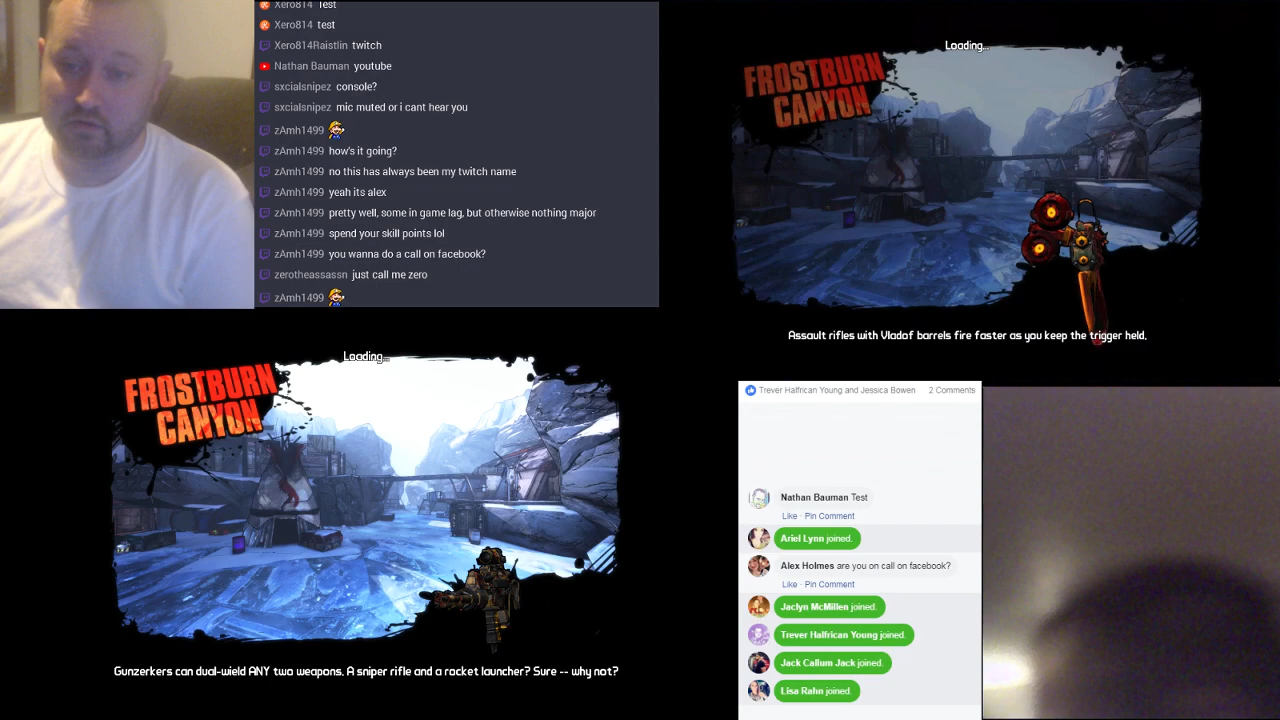 Xero814 Test
Xero814 test
Xero814Raistlin twitch
Nathan Bauman youtube
sxcialsnipez console?
sxcialsnipez mic muted or i cant hear you
zAmh1499
zAmh1499 how's it going?
zAmh1499 no this has always been my twitch name
zAmh1499 yeah its alex
zAmh1499 pretty well, some in game lag, but otherwise nothing major
zAmh1499 spend your skill points lol
zAmh1499 you wanna do a call on facebook?
zerotheassassn just call me zero
zAmh1499
Loading...
FROSTBURN
CANYON
Assault rifles with Vladof barrels fire faster as you keep the trigger held.
Loading...
FROSTBURN
CANYON
Gunzerkers can dual-wield ANY two weapons. A sniper rifle and a rocket launcher? Sure -- why not?
Trever Halfrican Young and Jessica Bowen 2 Comments
Nathan Bauman Test
Like · Pin Comment
Ariel Lynn joined.
Alex Holmes are you on call on facebook?
Like · Pin Comment
Jaclyn McMillen joined.
Trever Halfrican Young joined.
Jack Callum Jack joined.
Lisa Rahn joined.